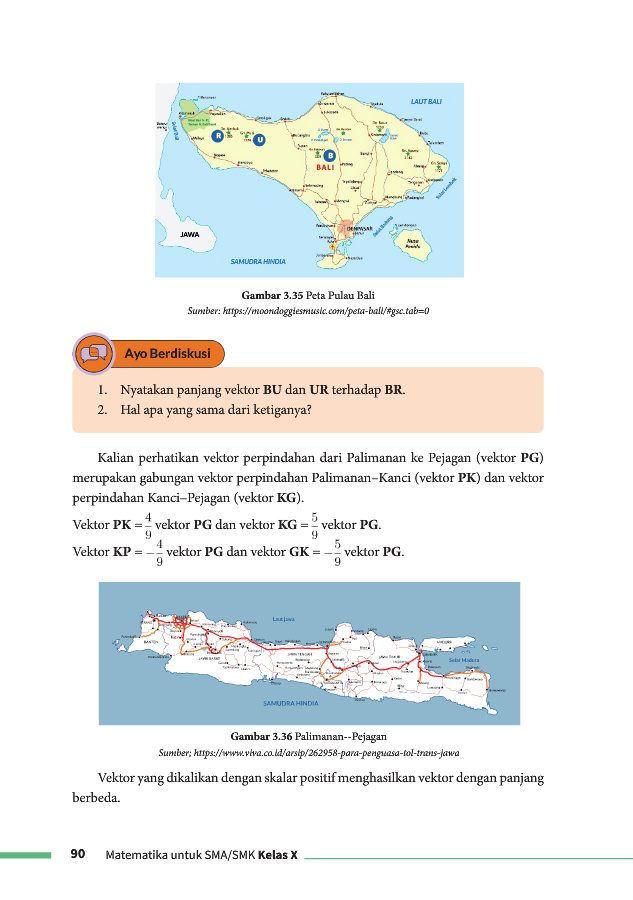 LAUT BALI
R
U
B
BALI
DENPASAR
JAWA
Nusa
Penida
SAMUDRA HINDIA
Gambar 3.35 Peta Pulau Bali
Sumber: https://moondoggiesmusic.com/peta-bali/#gsc.tab=0
Ayo Berdiskusi
1. Nyatakan panjang vektor BU dan UR terhadap BR.
2. Hal apa yang sama dari ketiganya?
Kalian perhatikan vektor perpindahan dari Palimanan ke Pejagan (vektor PG)
merupakan gabungan vektor perpindahan Palimanan–Kanci (vektor PK) dan vektor
perpindahan Kanci–Pejagan (vektor KG).
Vektor PK = 4/9 vektor PG dan vektor KG = 5/9 vektor PG.
Vektor KP = −4/9 vektor PG dan vektor GK = −5/9 vektor PG.
Laut Jawa
BANTEN
JAWA BARAT
JAWA TENGAH
JAWA TIMUR
MADURA
Selat Madura
SAMUDRA HINDIA
Gambar 3.36 Palimanan--Pejagan
Sumber; https://www.viva.co.id/arsip/262958-para-penguasa-tol-trans-jawa
Vektor yang dikalikan dengan skalar positif menghasilkan vektor dengan panjang
berbeda.
90 Matematika untuk SMA/SMK Kelas X